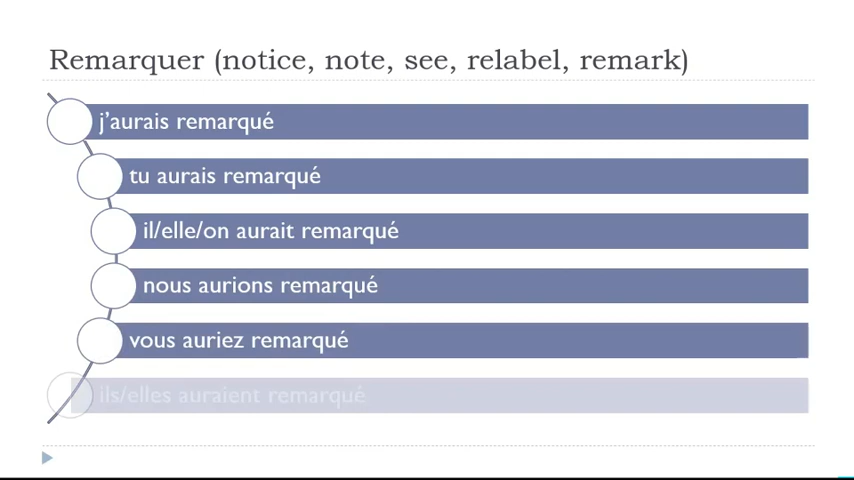 Remarquer (notice, note, see, relabel, remark)
j’aurais remarqué
tu aurais remarqué
il/elle/on aurait remarqué
nous aurions remarqué
vous auriez remarqué
ils/elles auraient remarqué